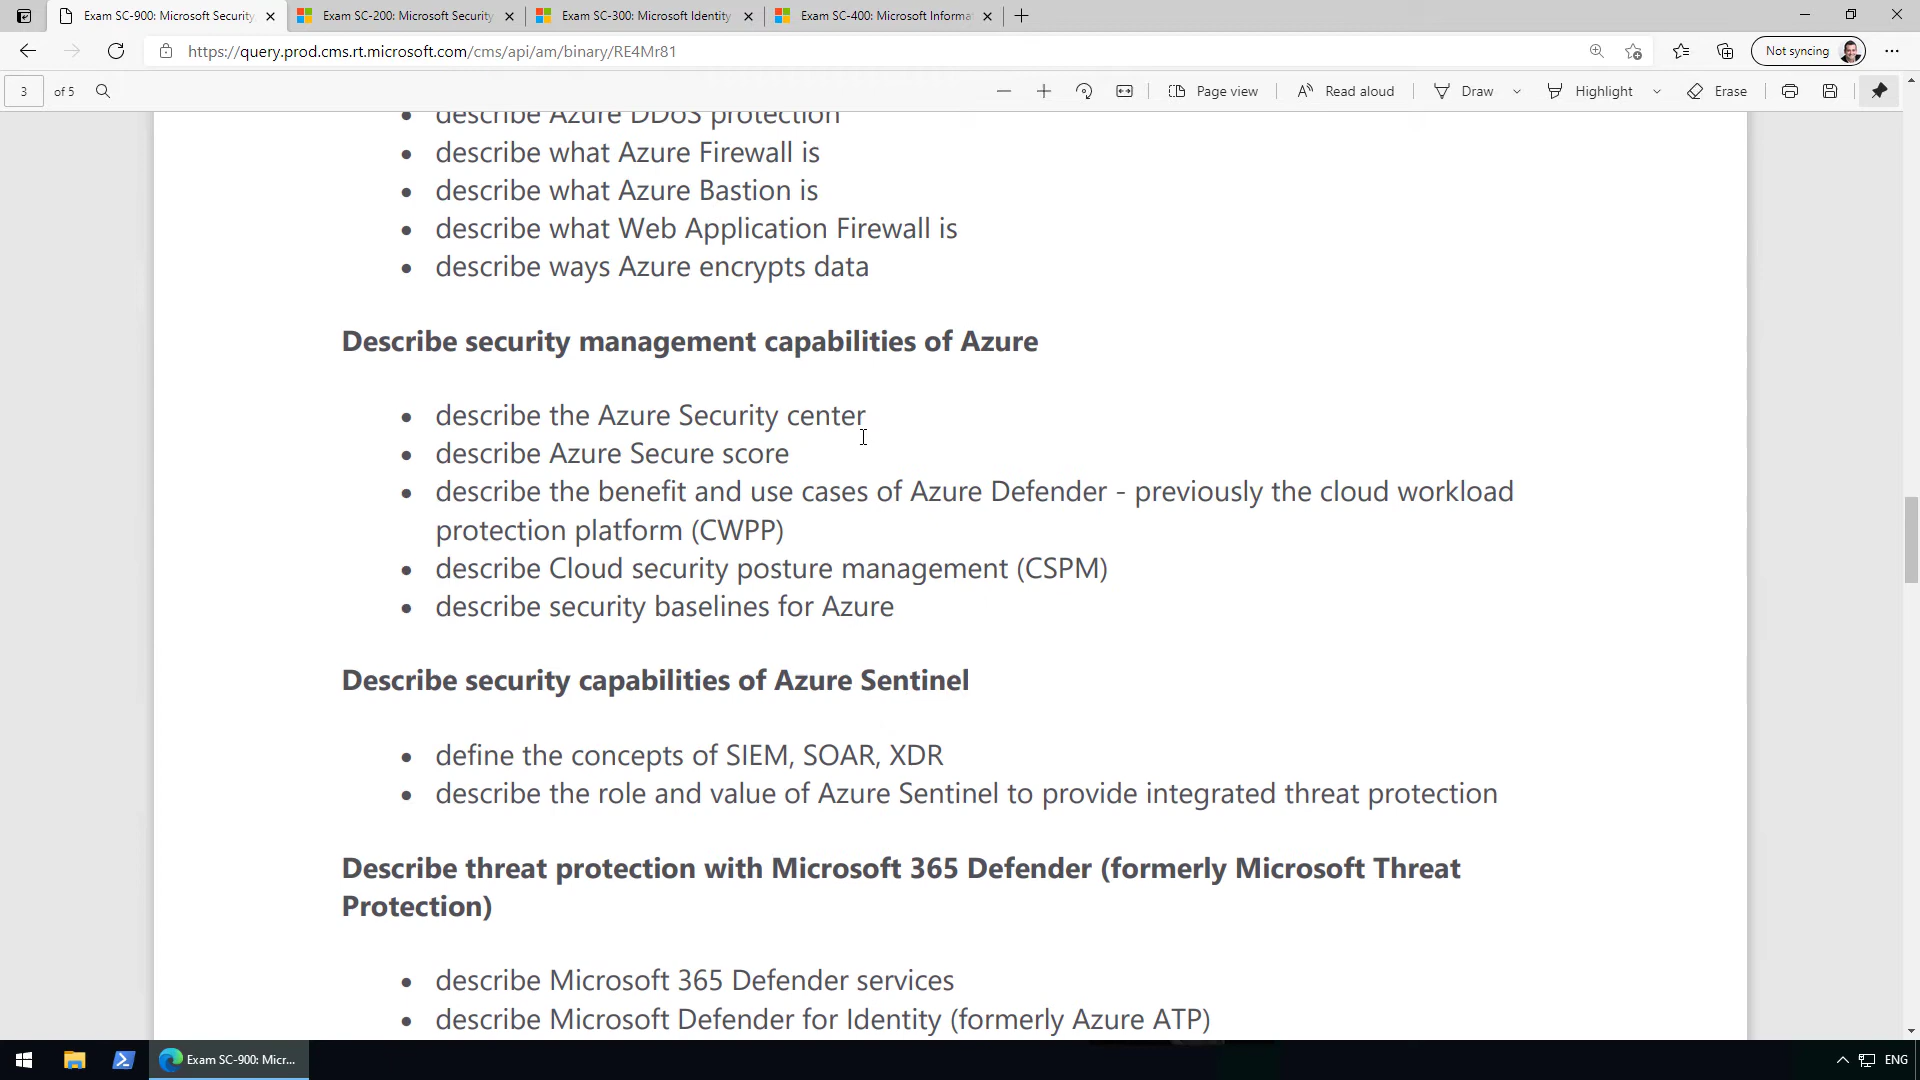 Exam SC-900: Microsoft Security
Exam SC-200: Microsoft Security
Exam SC-300: Microsoft Identity
Exam SC-400: Microsoft Informa
https://query.prod.cms.rt.microsoft.com/cms/api/am/binary/RE4Mr81
Not syncing
3 of 5
Page view
Read aloud
Draw
Highlight
Erase
• describe Azure DDoS protection
• describe what Azure Firewall is
• describe what Azure Bastion is
• describe what Web Application Firewall is
• describe ways Azure encrypts data
Describe security management capabilities of Azure
• describe the Azure Security center
• describe Azure Secure score
• describe the benefit and use cases of Azure Defender - previously the cloud workload
protection platform (CWPP)
• describe Cloud security posture management (CSPM)
• describe security baselines for Azure
Describe security capabilities of Azure Sentinel
• define the concepts of SIEM, SOAR, XDR
• describe the role and value of Azure Sentinel to provide integrated threat protection
Describe threat protection with Microsoft 365 Defender (formerly Microsoft Threat
Protection)
• describe Microsoft 365 Defender services
• describe Microsoft Defender for Identity (formerly Azure ATP)
Exam SC-900: Micr...
ENG